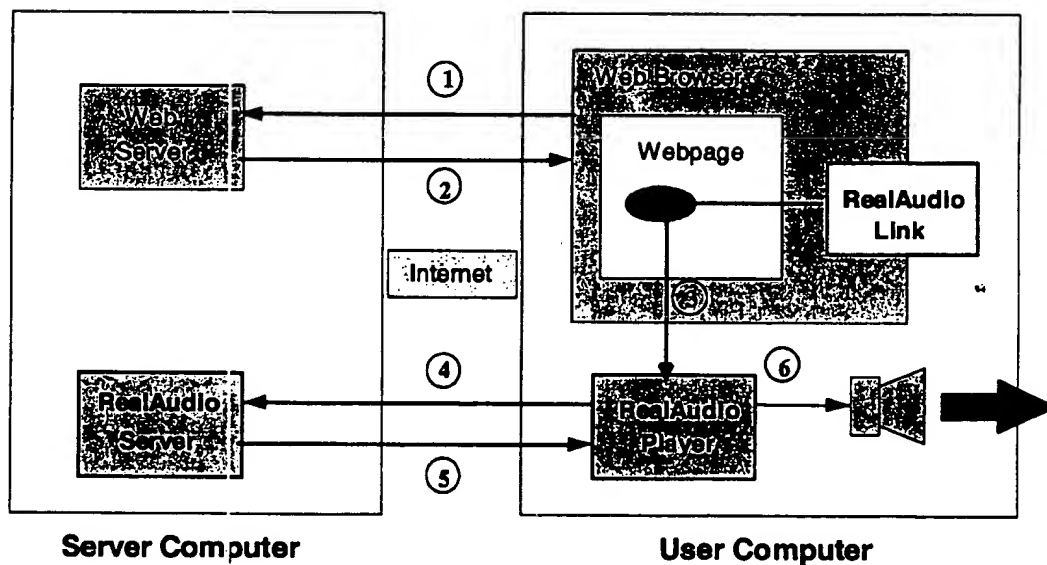 1
Web Browser
Web
Server
Webpage
2
RealAudio
Link
Internet
3
4
6
RealAudio
Server
RealAudio
Player
5
Server Computer
User Computer